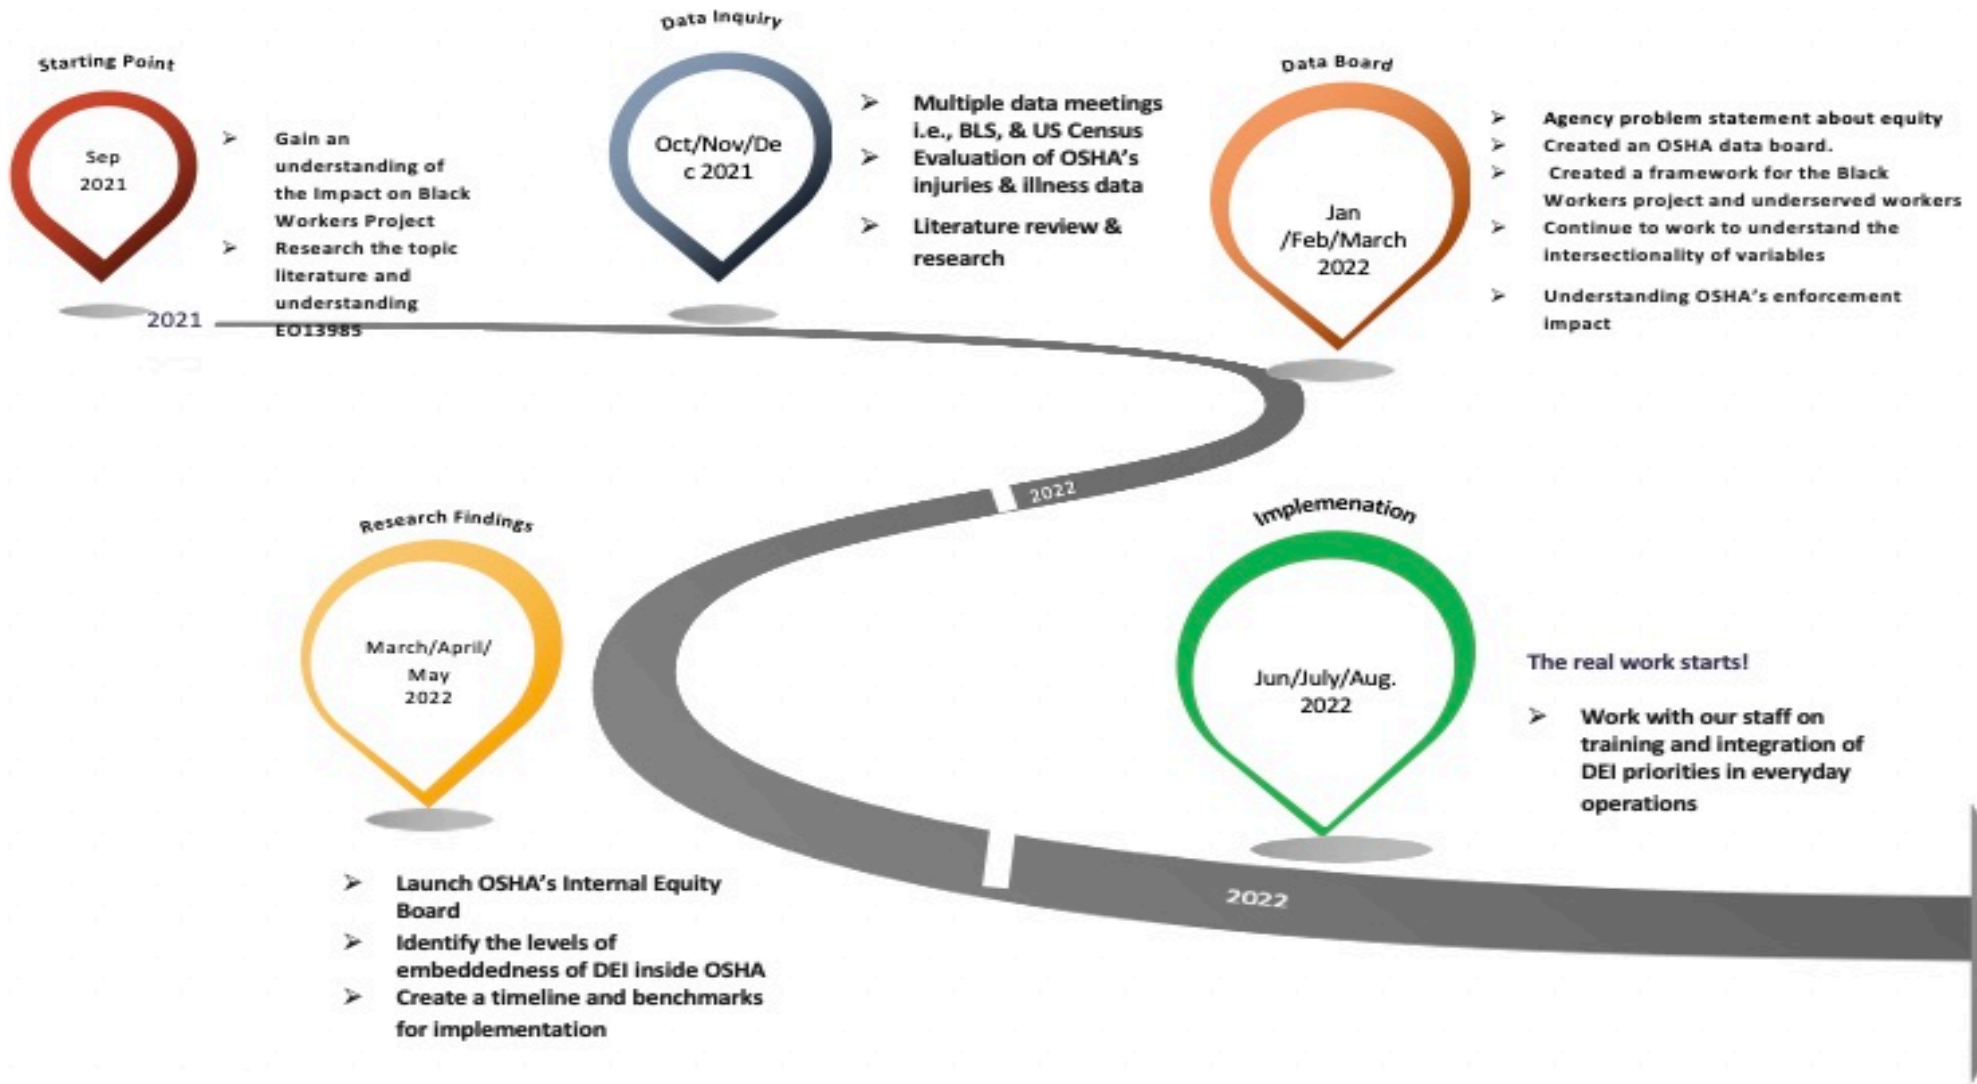 Starting Point
Sep
2021
➢ Gain an
understanding of
the Impact on Black
Workers Project
➢ Research the topic
literature and
understanding
EO13985
Data Inquiry
Oct/Nov/De
c 2021
➢ Multiple data meetings
i.e., BLS, & US Census
➢ Evaluation of OSHA's
injuries & illness data
➢ Literature review &
research
Data Board
Jan
/Feb/March
2022
➢ Agency problem statement about equity
➢ Created an OSHA data board.
➢ Created a framework for the Black
Workers project and underserved workers
➢ Continue to work to understand the
intersectionality of variables
➢ Understanding OSHA's enforcement
impact
2021
2022
Research Findings
March/April/
May
2022
➢ Launch OSHA's Internal Equity
Board
➢ Identify the levels of
embeddedness of DEI inside OSHA
➢ Create a timeline and benchmarks
for implementation
Implemenation
Jun/July/Aug.
2022
The real work starts!
➢ Work with our staff on
training and integration of
DEI priorities in everyday
operations
2022